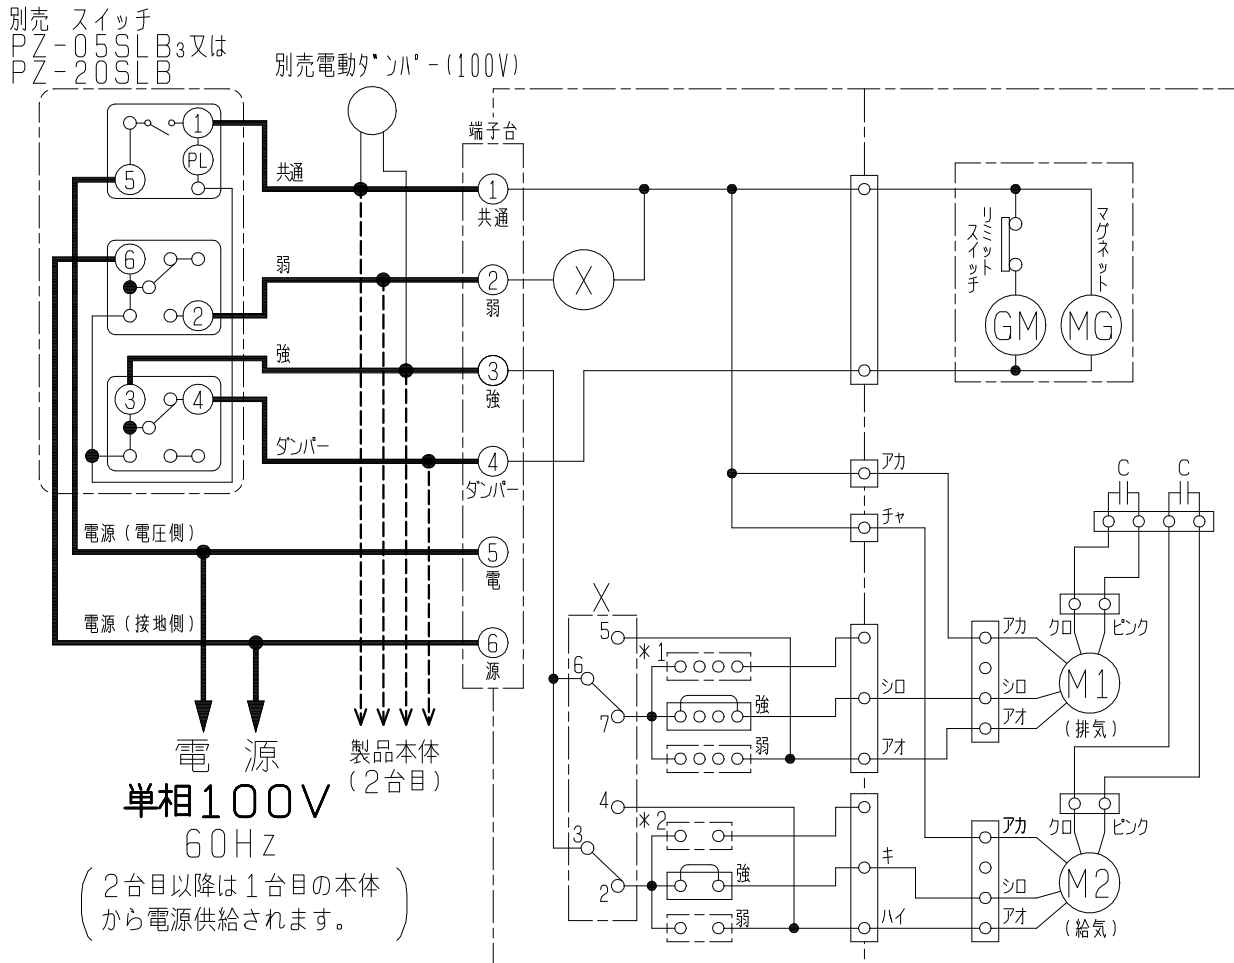 別売 スイッチ
PZ-05SLB3又は
PZ-20SLB
別売電動ダンパー(100V)
端子台
1
PL
5
共通
1
共通
6
2
弱
2
弱
X
3
4
強
3
強
ダンパー
4
ダンパー
電源(電圧側)
5
電
電源(接地側)
6
源
リミット
スイッチ
マグネット
GM
MG
アカ
チャ
C
C
X
5
6
7
*1
強
弱
シロ
アオ
4
3
2
*2
強
弱
キ
ハイ
アカ
シロ
アオ
クロ
ピンク
M1
(排気)
アカ
シロ
アオ
クロ
ピンク
M2
(給気)
電 源
単相100V
60Hz
製品本体
(2台目)
(2台目以降は1台目の本体
から電源供給されます。)